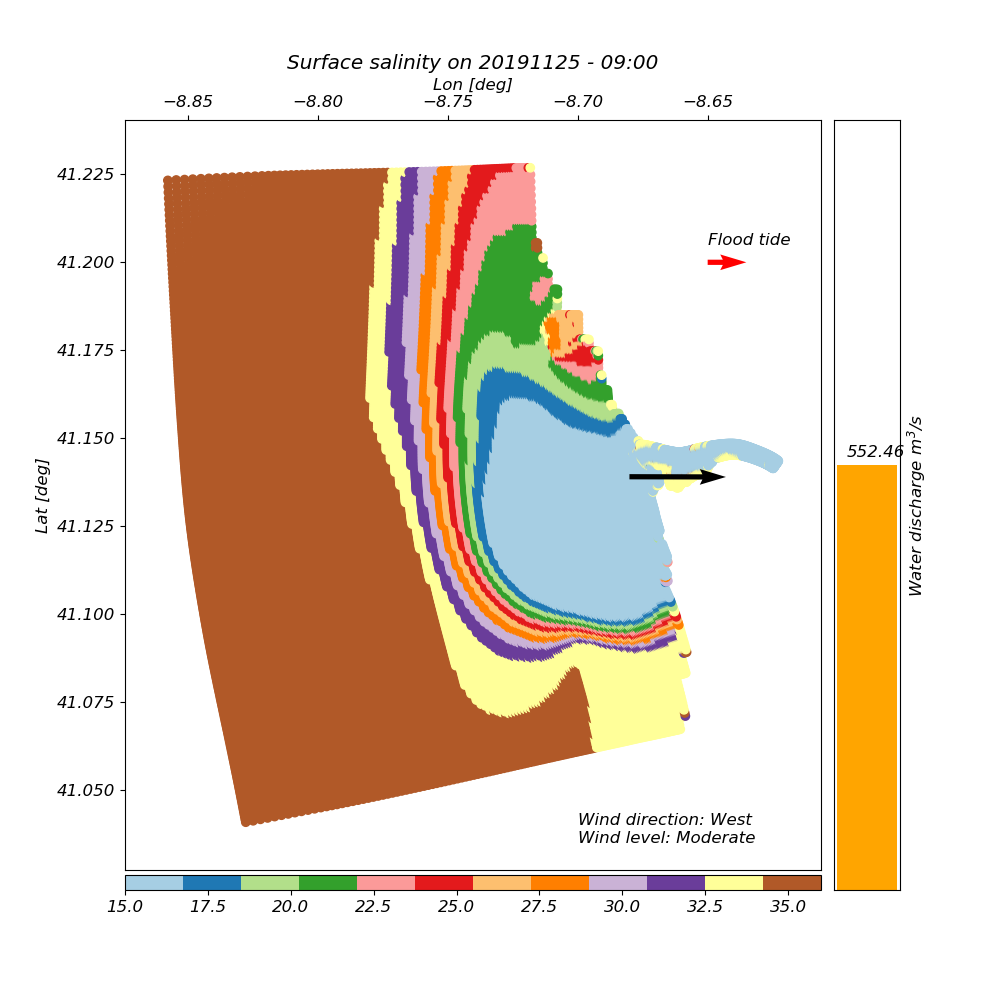 Surface salinity on 20191125 - 09:00
Lon [deg]
−8.85 −8.80 −8.75 −8.70 −8.65
41.225
41.200
41.175
41.150
41.125
41.100
41.075
41.050
Lat [deg]
Flood tide
Wind direction: West
Wind level: Moderate
552.46
Water discharge m³/s
15.0 17.5 20.0 22.5 25.0 27.5 30.0 32.5 35.0